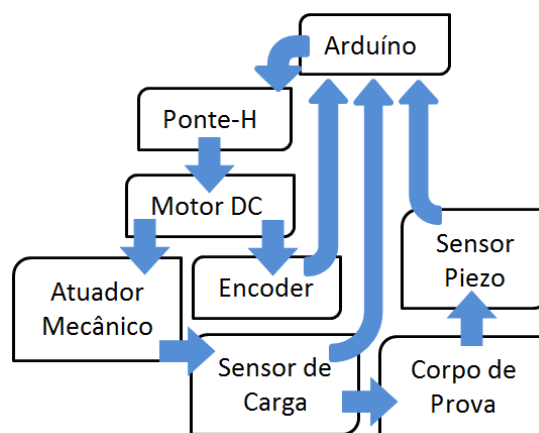 Arduíno
Ponte-H
Motor DC
Sensor
Piezo
Atuador
Mecânico
Encoder
Sensor de
Carga
Corpo de
Prova